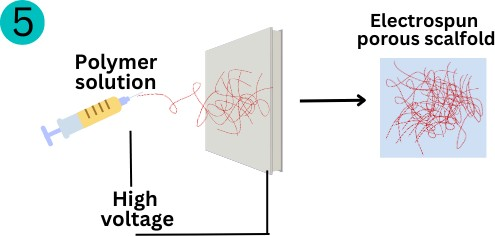 5
Electrospun
porous scalfold
Polymer
solution
High
voltage